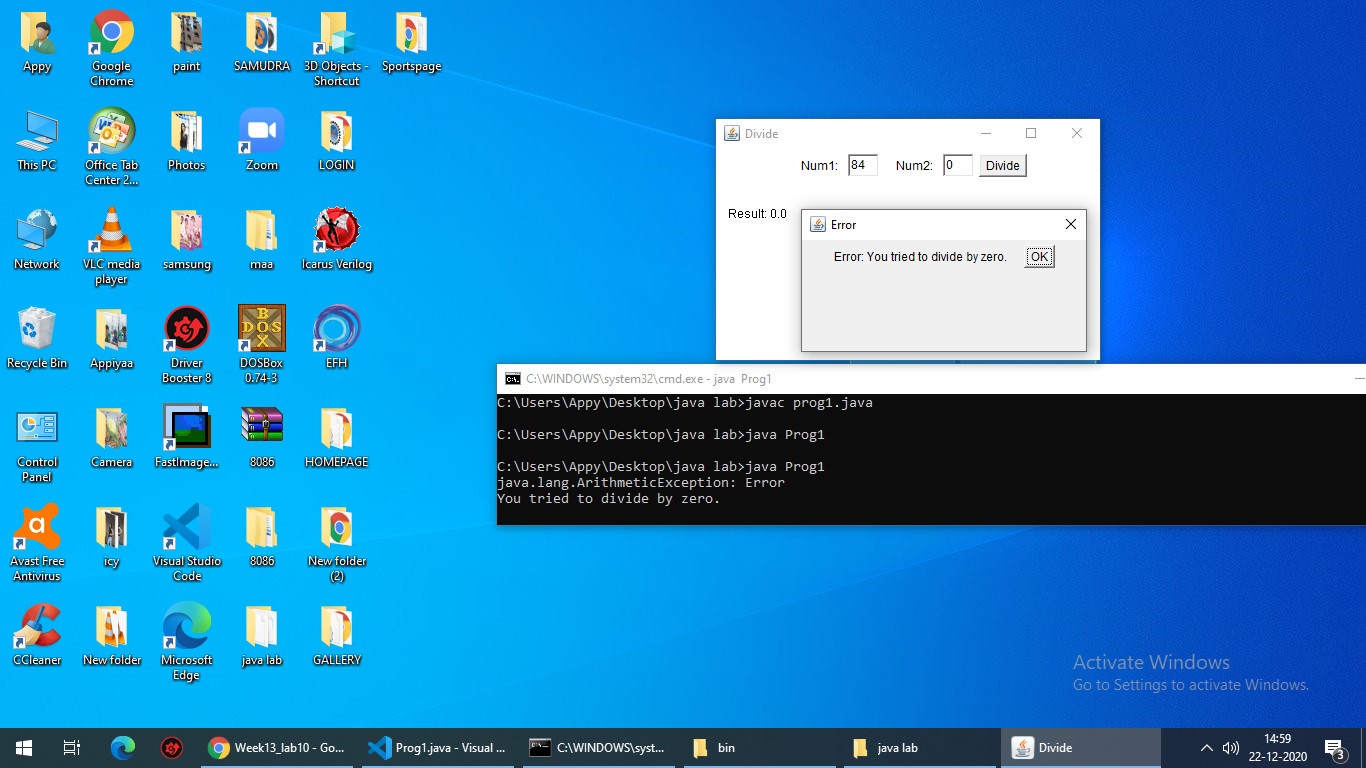 Appy
Google
Chrome
paint
SAMUDRA
3D Objects -
Shortcut
Sportspage
This PC
Office Tab
Center 2...
Photos
Zoom
LOGIN
Network
VLC media
player
samsung
maa
Icarus Verilog
Recycle Bin
Appiyaa
Driver
Booster 8
DOSBox
0.74-3
EFH
Control
Panel
Camera
FastImage...
8086
HOMEPAGE
Avast Free
Antivirus
icy
Visual Studio
Code
8086
New folder
(2)
CCleaner
New folder
Microsoft
Edge
java lab
GALLERY
Divide
Num1: 84 Num2: 0 Divide
Result: 0.0
Error
Error: You tried to divide by zero. OK
C:\WINDOWS\system32\cmd.exe - java Prog1
C:\Users\Appy\Desktop\java lab>javac prog1.java
C:\Users\Appy\Desktop\java lab>java Prog1
C:\Users\Appy\Desktop\java lab>java Prog1
java.lang.ArithmeticException: Error
You tried to divide by zero.
Activate Windows
Go to Settings to activate Windows.
Week13_lab10 - Go...
Prog1.java - Visual ...
C:\WINDOWS\syst...
bin
java lab
Divide
14:59
22-12-2020
3